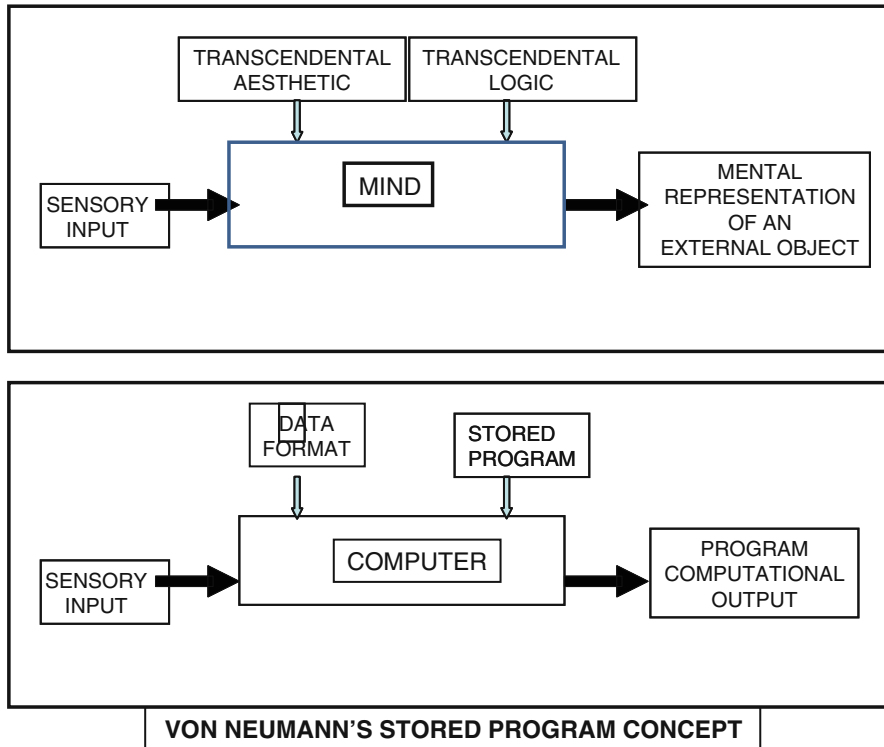 TRANSCENDENTAL
AESTHETIC
TRANSCENDENTAL
LOGIC
MIND
SENSORY
INPUT
MENTAL
REPRESENTATION
OF AN
EXTERNAL OBJECT
DATA
FORMAT
STORED
PROGRAM
COMPUTER
SENSORY
INPUT
PROGRAM
COMPUTATIONAL
OUTPUT
VON NEUMANN'S STORED PROGRAM CONCEPT